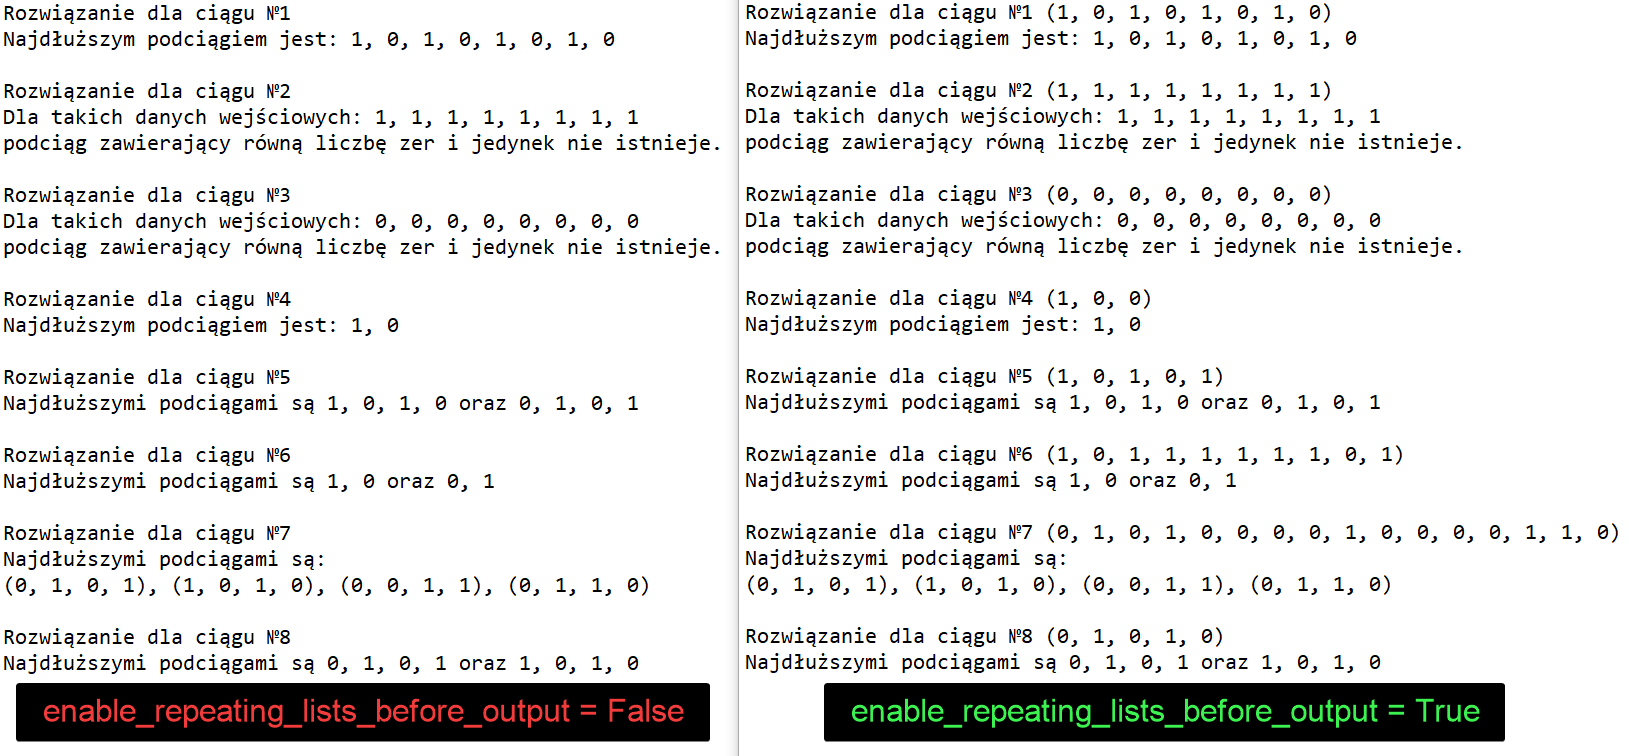 Rozwiązanie dla ciągu №1
Najdłuższym podciągiem jest: 1, 0, 1, 0, 1, 0, 1, 0
Rozwiązanie dla ciągu №2
Dla takich danych wejściowych: 1, 1, 1, 1, 1, 1, 1, 1
podciąg zawierający równą liczbę zer i jedynek nie istnieje.
Rozwiązanie dla ciągu №3
Dla takich danych wejściowych: 0, 0, 0, 0, 0, 0, 0, 0
podciąg zawierający równą liczbę zer i jedynek nie istnieje.
Rozwiązanie dla ciągu №4
Najdłuższym podciągiem jest: 1, 0
Rozwiązanie dla ciągu №5
Najdłuższymi podciągami są 1, 0, 1, 0 oraz 0, 1, 0, 1
Rozwiązanie dla ciągu №6
Najdłuższymi podciągami są 1, 0 oraz 0, 1
Rozwiązanie dla ciągu №7
Najdłuższymi podciągami są:
(0, 1, 0, 1), (1, 0, 1, 0), (0, 0, 1, 1), (0, 1, 1, 0)
Rozwiązanie dla ciągu №8
Najdłuższymi podciągami są 0, 1, 0, 1 oraz 1, 0, 1, 0
enable_repeating_lists_before_output = False
Rozwiązanie dla ciągu №1 (1, 0, 1, 0, 1, 0, 1, 0)
Najdłuższym podciągiem jest: 1, 0, 1, 0, 1, 0, 1, 0
Rozwiązanie dla ciągu №2 (1, 1, 1, 1, 1, 1, 1, 1)
Dla takich danych wejściowych: 1, 1, 1, 1, 1, 1, 1, 1
podciąg zawierający równą liczbę zer i jedynek nie istnieje.
Rozwiązanie dla ciągu №3 (0, 0, 0, 0, 0, 0, 0, 0)
Dla takich danych wejściowych: 0, 0, 0, 0, 0, 0, 0, 0
podciąg zawierający równą liczbę zer i jedynek nie istnieje.
Rozwiązanie dla ciągu №4 (1, 0, 0)
Najdłuższym podciągiem jest: 1, 0
Rozwiązanie dla ciągu №5 (1, 0, 1, 0, 1)
Najdłuższymi podciągami są 1, 0, 1, 0 oraz 0, 1, 0, 1
Rozwiązanie dla ciągu №6 (1, 0, 1, 1, 1, 1, 1, 1, 0, 1)
Najdłuższymi podciągami są 1, 0 oraz 0, 1
Rozwiązanie dla ciągu №7 (0, 1, 0, 1, 0, 0, 0, 0, 1, 0, 0, 0, 0, 1, 1, 0)
Najdłuższymi podciągami są:
(0, 1, 0, 1), (1, 0, 1, 0), (0, 0, 1, 1), (0, 1, 1, 0)
Rozwiązanie dla ciągu №8 (0, 1, 0, 1, 0)
Najdłuższymi podciągami są 0, 1, 0, 1 oraz 1, 0, 1, 0
enable_repeating_lists_before_output = True